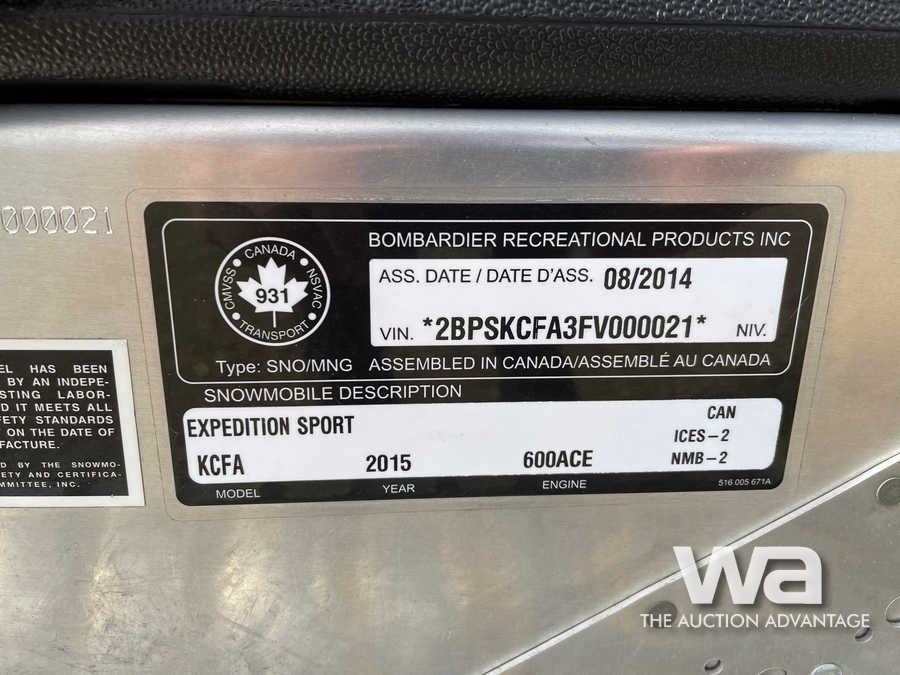 000021
BOMBARDIER RECREATIONAL PRODUCTS INC
CANADA
CMVSS
NSVAC
931
TRANSPORT
ASS. DATE / DATE D'ASS. 08/2014
VIN. *2BPSKCFA3FV000021* NIV.
Type: SNO/MNG ASSEMBLED IN CANADA/ASSEMBLÉ AU CANADA
SNOWMOBILE DESCRIPTION
EXPEDITION SPORT CAN
ICES-2
KCFA 2015 600ACE NMB-2
MODEL YEAR ENGINE 516 005 671A
EL HAS BEEN
BY AN INDEPE-
STING LABOR-
D IT MEETS ALL
FETY STANDARDS
ON THE DATE OF
FACTURE.
ED BY THE SNOWMO-
FETY AND CERTIFICA-
MMITTEE, INC.
wa
THE AUCTION ADVANTAGE